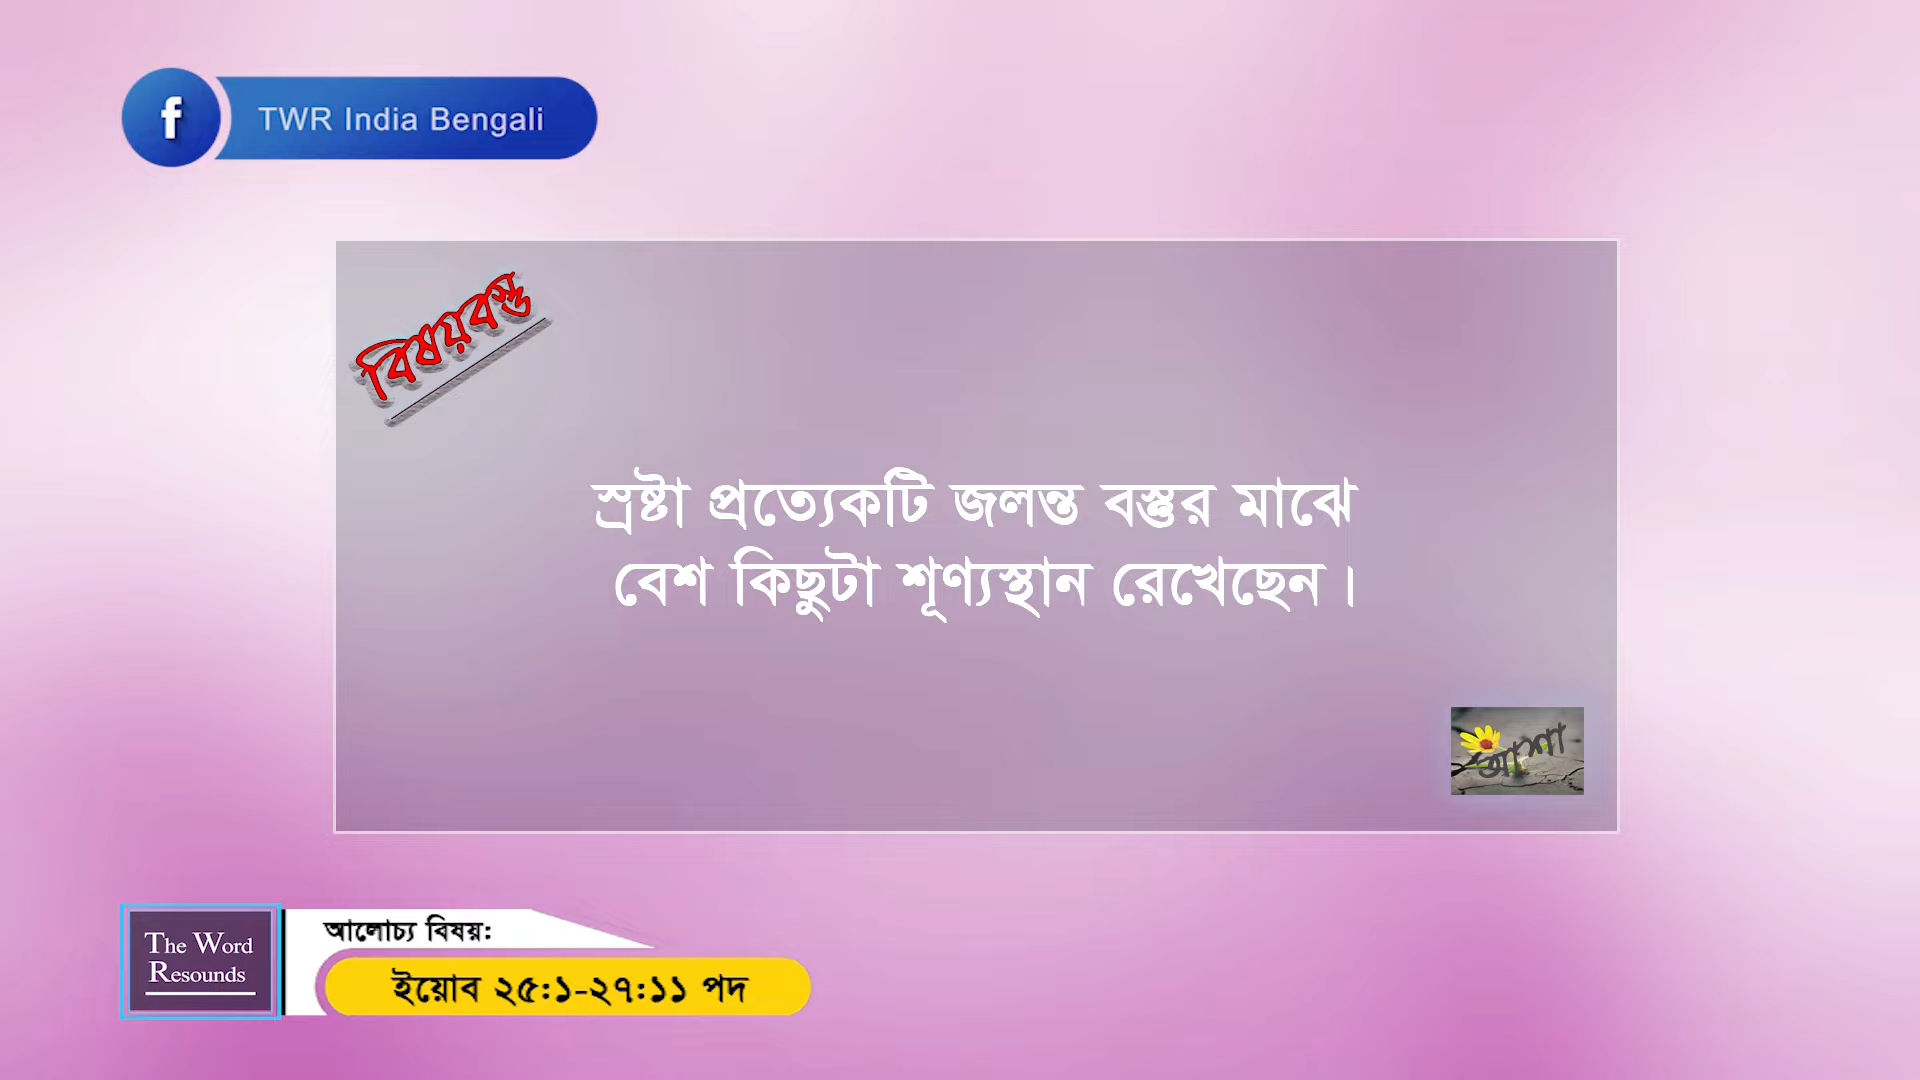 f
TWR India Bengali
বিষয়বস্তু
স্রষ্টা প্রত্যেকটি জলন্ত বস্তুর মাঝে
বেশ কিছুটা শূণ্যস্থান রেখেছেন।
আশা
The Word
Resounds
আলোচ্য বিষয়:
ইয়োব ২৫:১-২৭:১১ পদ